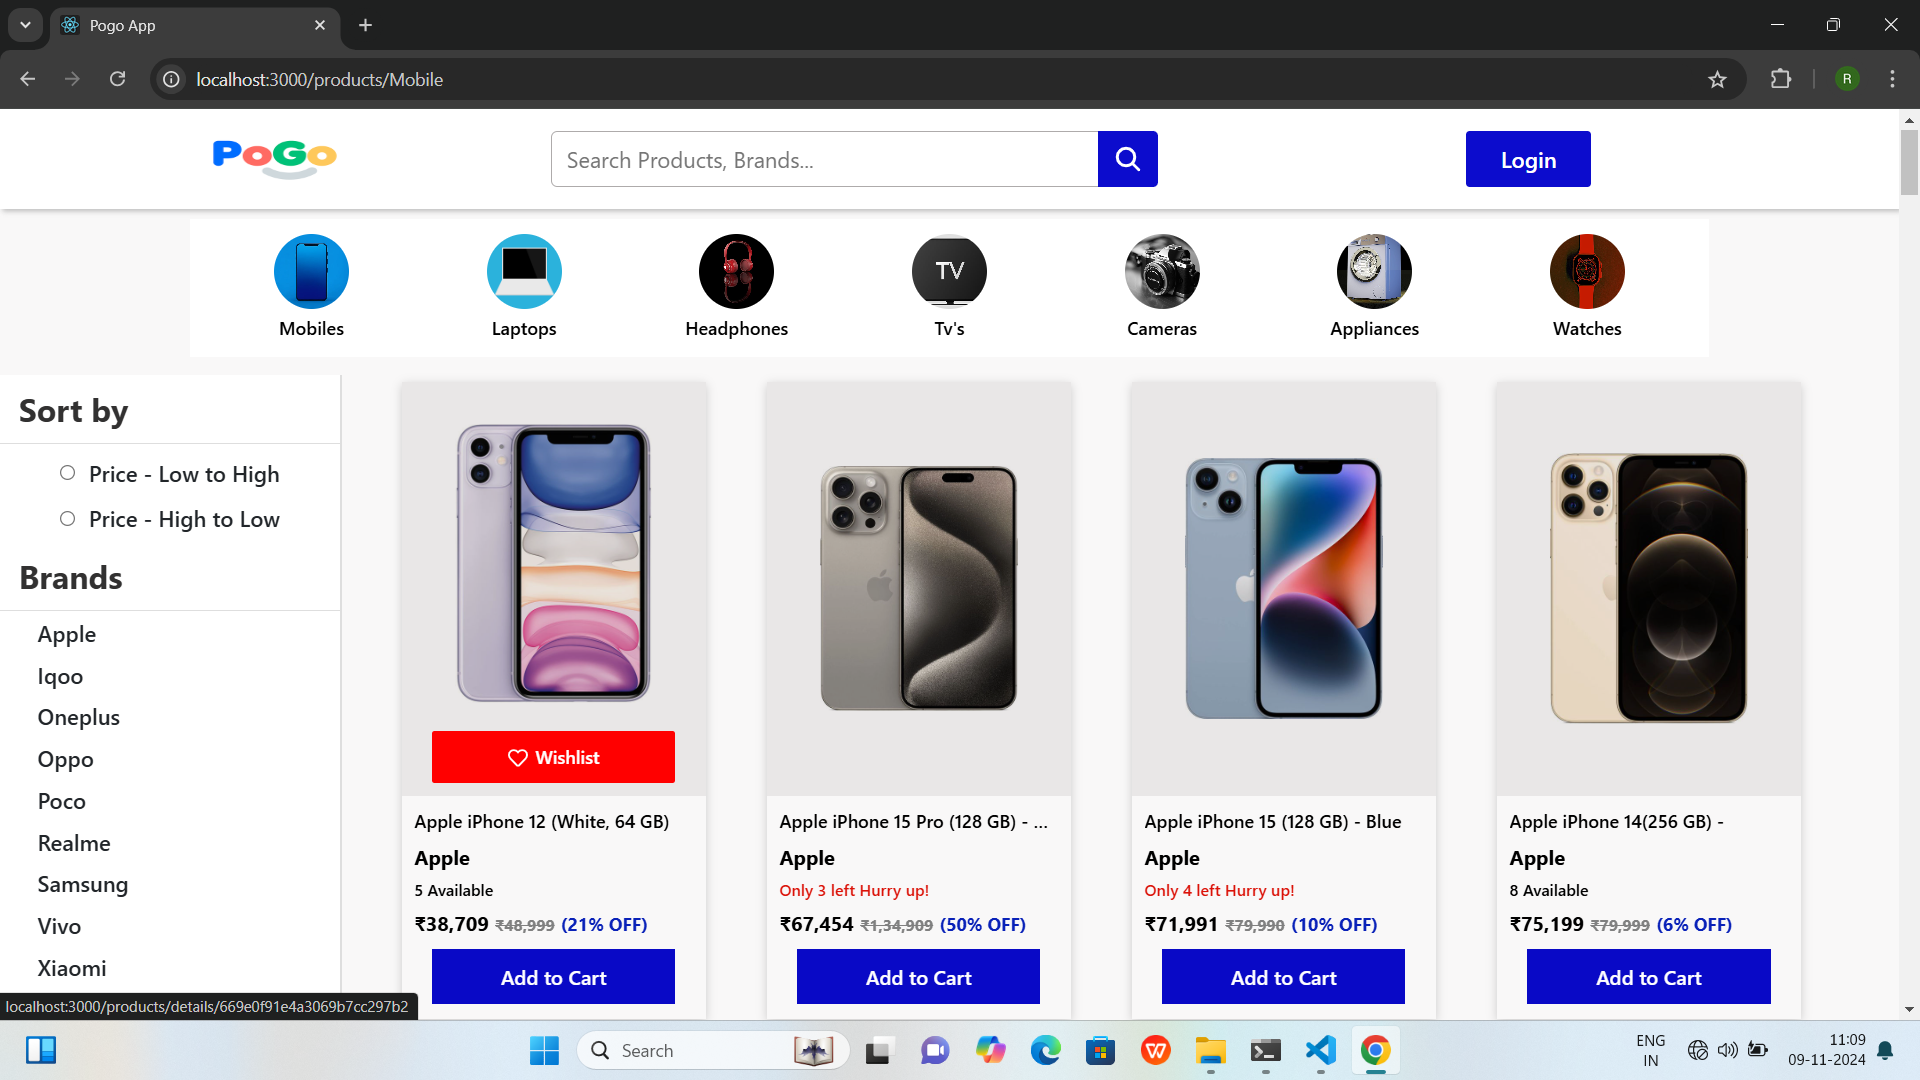 Pogo App
localhost:3000/products/Mobile
R
PoGo
Search Products, Brands...
Login
TV
Mobiles
Laptops
Headphones
Tv's
Cameras
Appliances
Watches
Sort by
Price - Low to High
Price - High to Low
Brands
Apple
Iqoo
Oneplus
Oppo
Poco
Realme
Samsung
Vivo
Xiaomi
Wishlist
Apple iPhone 12 (White, 64 GB)
Apple
5 Available
₹38,709 ₹48,999 (21% OFF)
Add to Cart
Apple iPhone 15 Pro (128 GB) - ...
Apple
Only 3 left Hurry up!
₹67,454 ₹1,34,909 (50% OFF)
Add to Cart
Apple iPhone 15 (128 GB) - Blue
Apple
Only 4 left Hurry up!
₹71,991 ₹79,990 (10% OFF)
Add to Cart
Apple iPhone 14(256 GB) -
Apple
8 Available
₹75,199 ₹79,999 (6% OFF)
Add to Cart
localhost:3000/products/details/669e0f91e4a3069b7cc297b2
Search
ENG
IN
11:09
09-11-2024